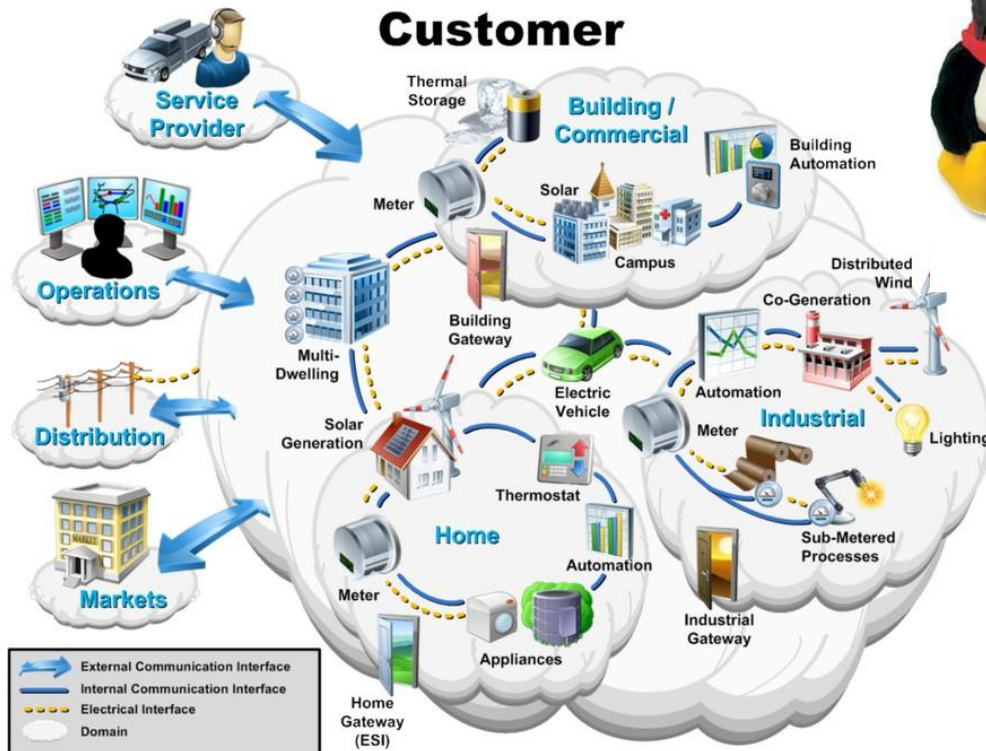 Customer
Service
Provider
Operations
Distribution
MARKET
Markets
Thermal
Storage
Building /
Commercial
Building
Automation
Meter
Solar
Campus
Building
Gateway
Multi-
Dwelling
Electric
Vehicle
Distributed
Wind
Co-Generation
Automation
Industrial
Meter
Lighting
Sub-Metered
Processes
Industrial
Gateway
Solar
Generation
Thermostat
Home
Automation
Meter
Appliances
Home
Gateway
(ESI)
External Communication Interface
Internal Communication Interface
Electrical Interface
Domain